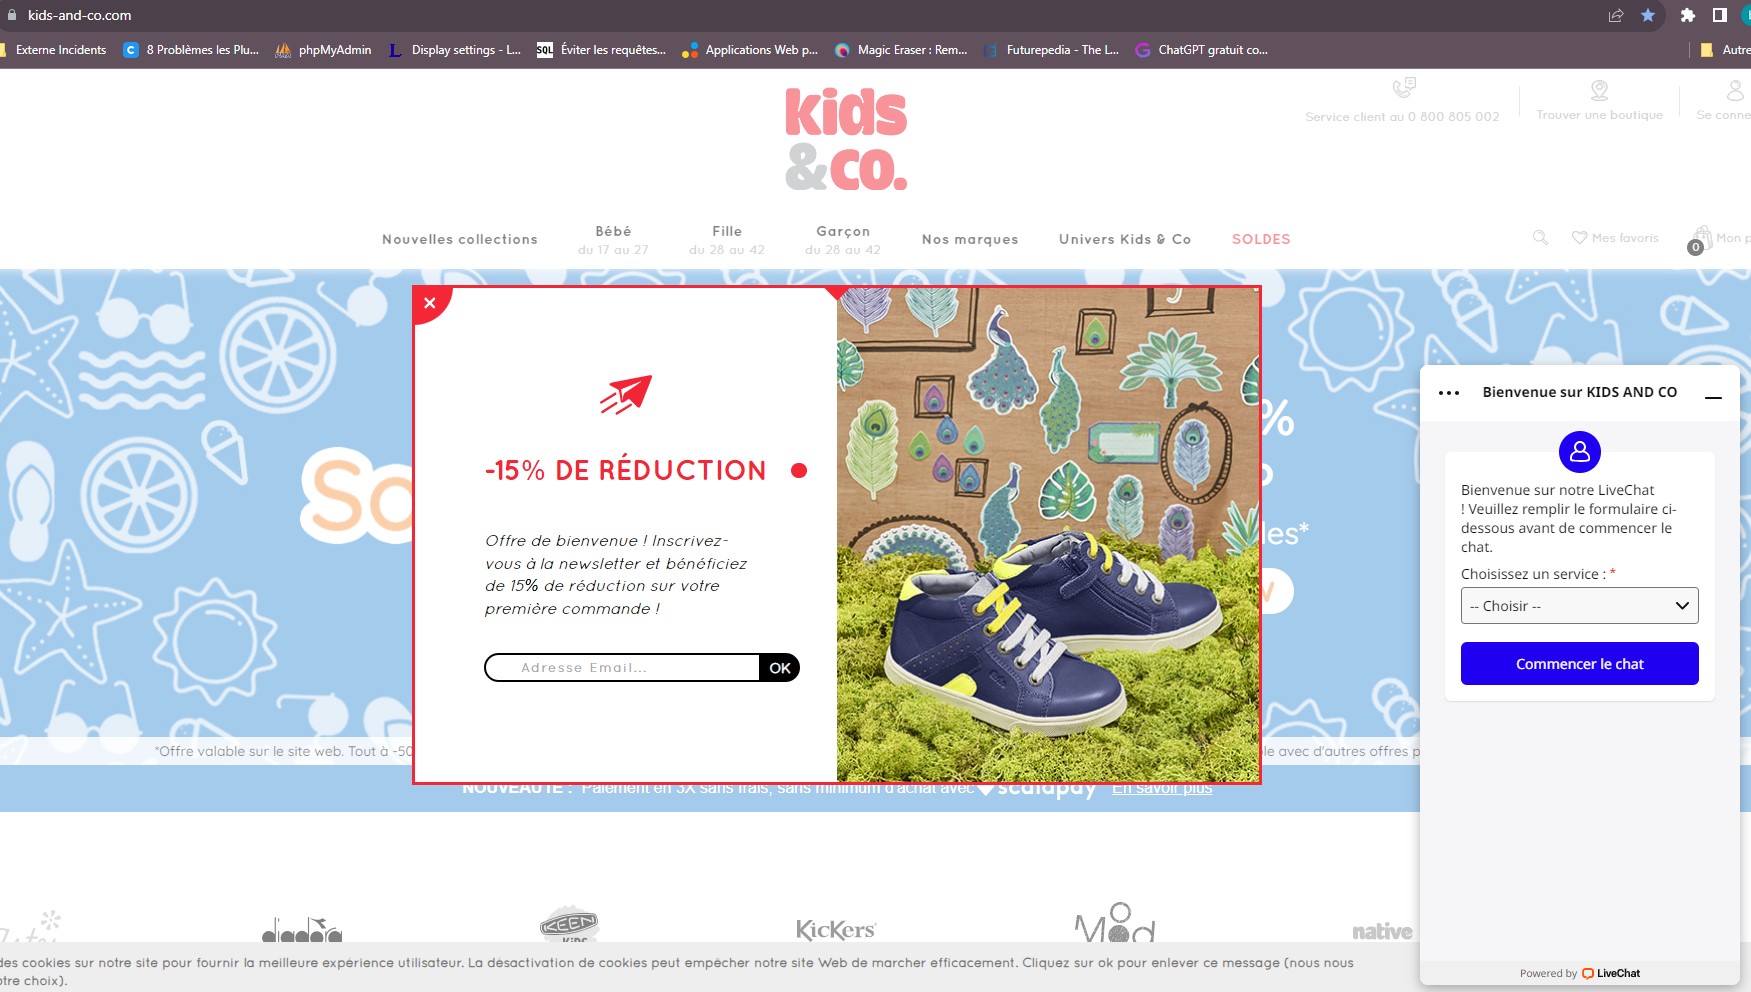 kids-and-co.com
Externe Incidents
8 Problèmes les Plu...
phpMyAdmin
Display settings - L...
Éviter les requêtes...
Applications Web p...
Magic Eraser : Rem...
Futurepedia - The L...
ChatGPT gratuit co...
Autre
kids
&co.
Service client au 0 800 805 002
Trouver une boutique
Se conne
Nouvelles collections
Bébé
du 17 au 27
Fille
du 28 au 42
Garçon
du 28 au 42
Nos marques
Univers Kids & Co
SOLDES
Mes favoris
0
Mon p
-15% DE RÉDUCTION
Offre de bienvenue ! Inscrivez-
vous à la newsletter et bénéficiez
de 15% de réduction sur votre
première commande !
Adresse Email...
OK
So
%
les*
Bienvenue sur KIDS AND CO
Bienvenue sur notre LiveChat
! Veuillez remplir le formulaire ci-
dessous avant de commencer le
chat.
Choisissez un service : *
-- Choisir --
Commencer le chat
Powered by LiveChat
*Offre valable sur le site web. Tout à -50
le avec d'autres offres p
NOUVEAUTÉ : Paiement en 3X sans frais, sans minimum d'achat avec scalapay En savoir plus
diadora
KEEN
KIDS
KicKers
MOD
native
des cookies sur notre site pour fournir la meilleure expérience utilisateur. La désactivation de cookies peut empêcher notre site Web de marcher efficacement. Cliquez sur ok pour enlever ce message (nous nous
otre choix).